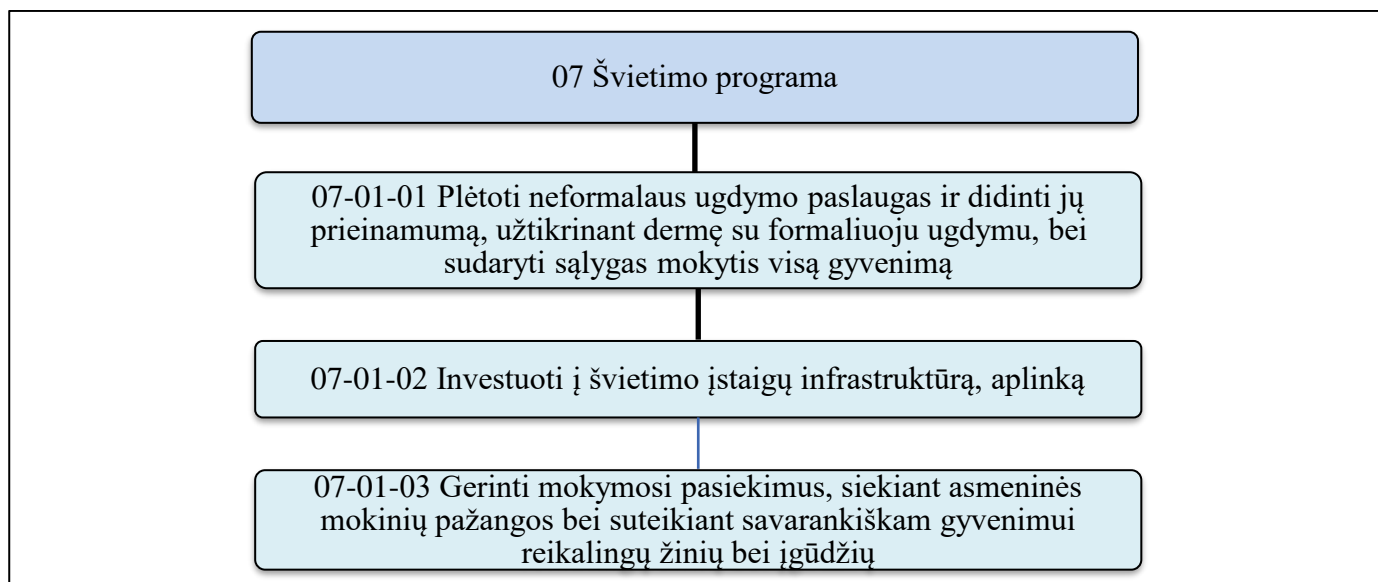 07 Švietimo programa
07-01-01 Plėtoti neformalaus ugdymo paslaugas ir didinti jų
prieinamumą, užtikrinant dermę su formaliuoju ugdymu, bei
sudaryti sąlygas mokytis visą gyvenimą
07-01-02 Investuoti į švietimo įstaigų infrastruktūrą, aplinką
07-01-03 Gerinti mokymosi pasiekimus, siekiant asmeninės
mokinių pažangos bei suteikiant savarankiškam gyvenimui
reikalingų žinių bei įgūdžių